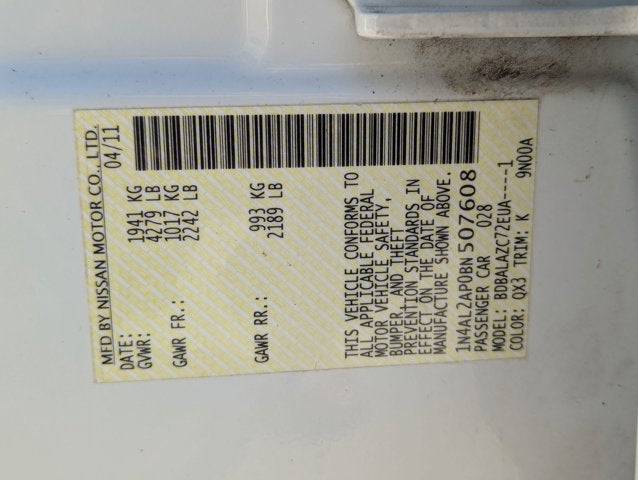 MFD BY NISSAN MOTOR CO., LTD.
DATE: 04/11
GVWR: 1941 KG
4279 LB
GAWR FR.: 1017 KG
2242 LB
GAWR RR.: 993 KG
2189 LB
THIS VEHICLE CONFORMS TO
ALL APPLICABLE FEDERAL
MOTOR VEHICLE SAFETY,
BUMPER, AND THEFT
PREVENTION STANDARDS IN
EFFECT ON THE DATE OF
MANUFACTURE SHOWN ABOVE.
1N4AL2AP0BN507608
PASSENGER CAR 028
MODEL: BDBALAZC72EUA----1
COLOR: QX3 TRIM: K 9N00A